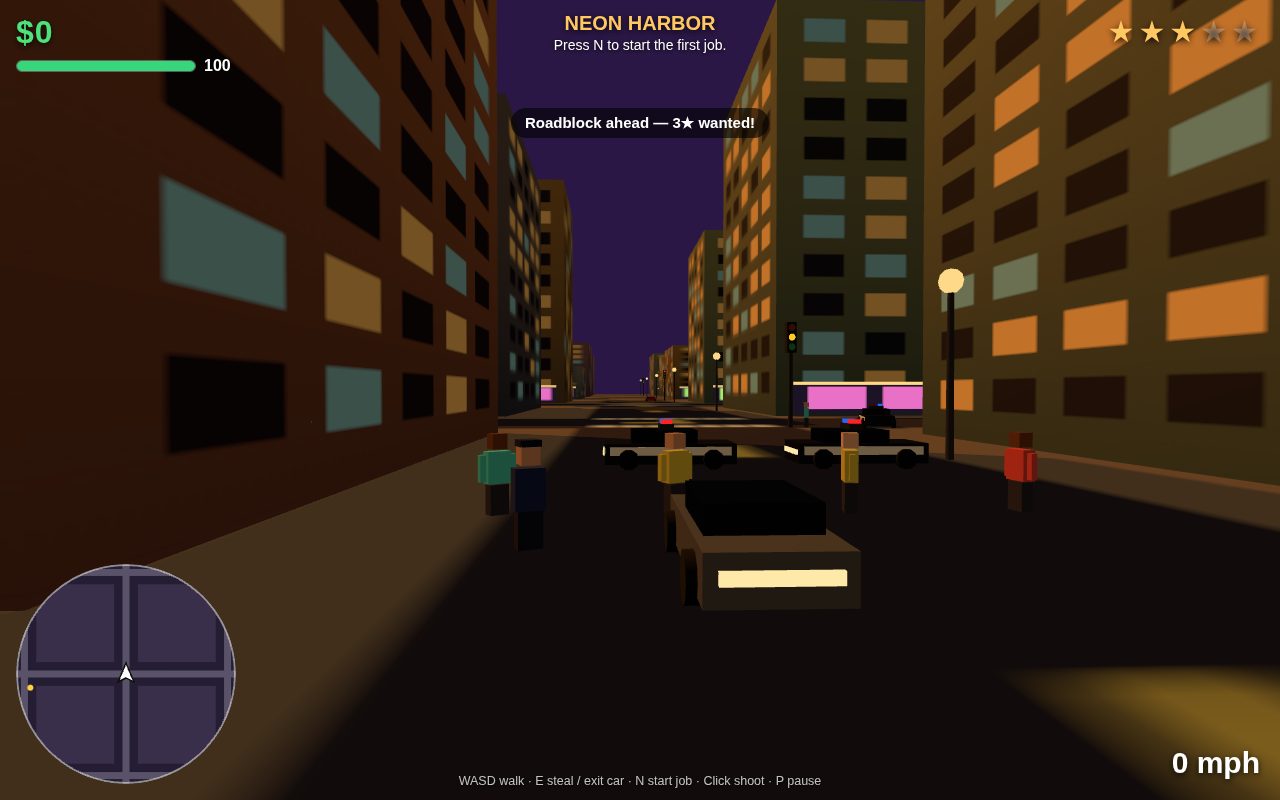 $0
100
NEON HARBOR
Press N to start the first job.
★★★★★
Roadblock ahead — 3★ wanted!
0 mph
WASD walk · E steal / exit car · N start job · Click shoot · P pause